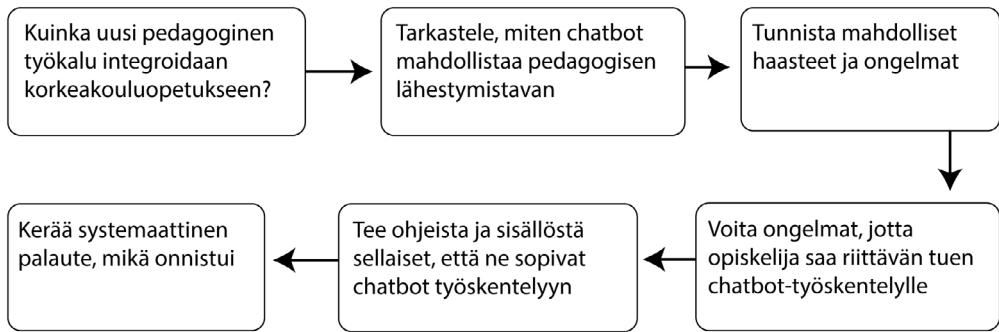 Kuinka uusi pedagoginen
työkalu integroidaan
korkeakouluopetukseen?
Tarkastele, miten chatbot
mahdollistaa pedagogisen
lähestymistavan
Tunnista mahdolliset
haasteet ja ongelmat
Voita ongelmat, jotta
opiskelija saa riittävän tuen
chatbot-työskentelylle
Tee ohjeista ja sisällöstä
sellaiset, että ne sopivat
chatbot työskentelyyn
Kerää systemaattinen
palaute, mikä onnistui